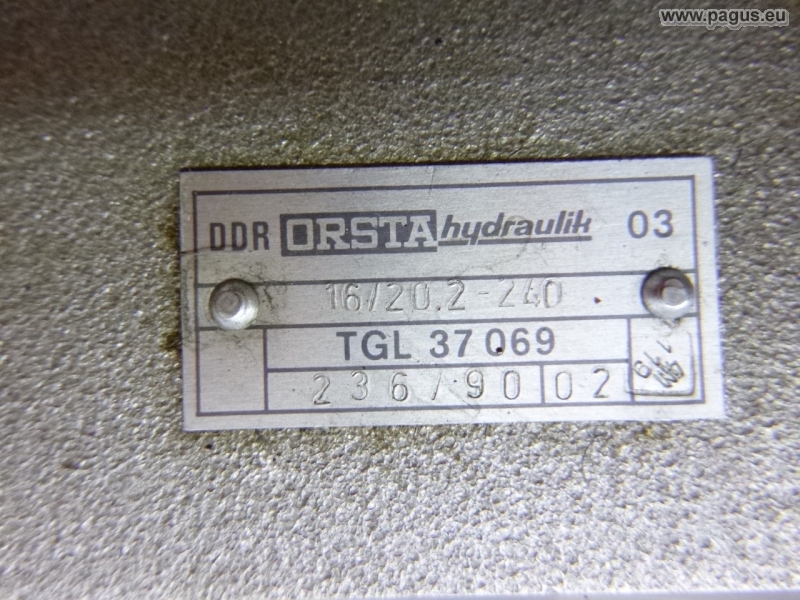 www.pagus.eu
DDR ORSTA hydraulik 03
16/20.2-240
TGL 37 069
236/90 02